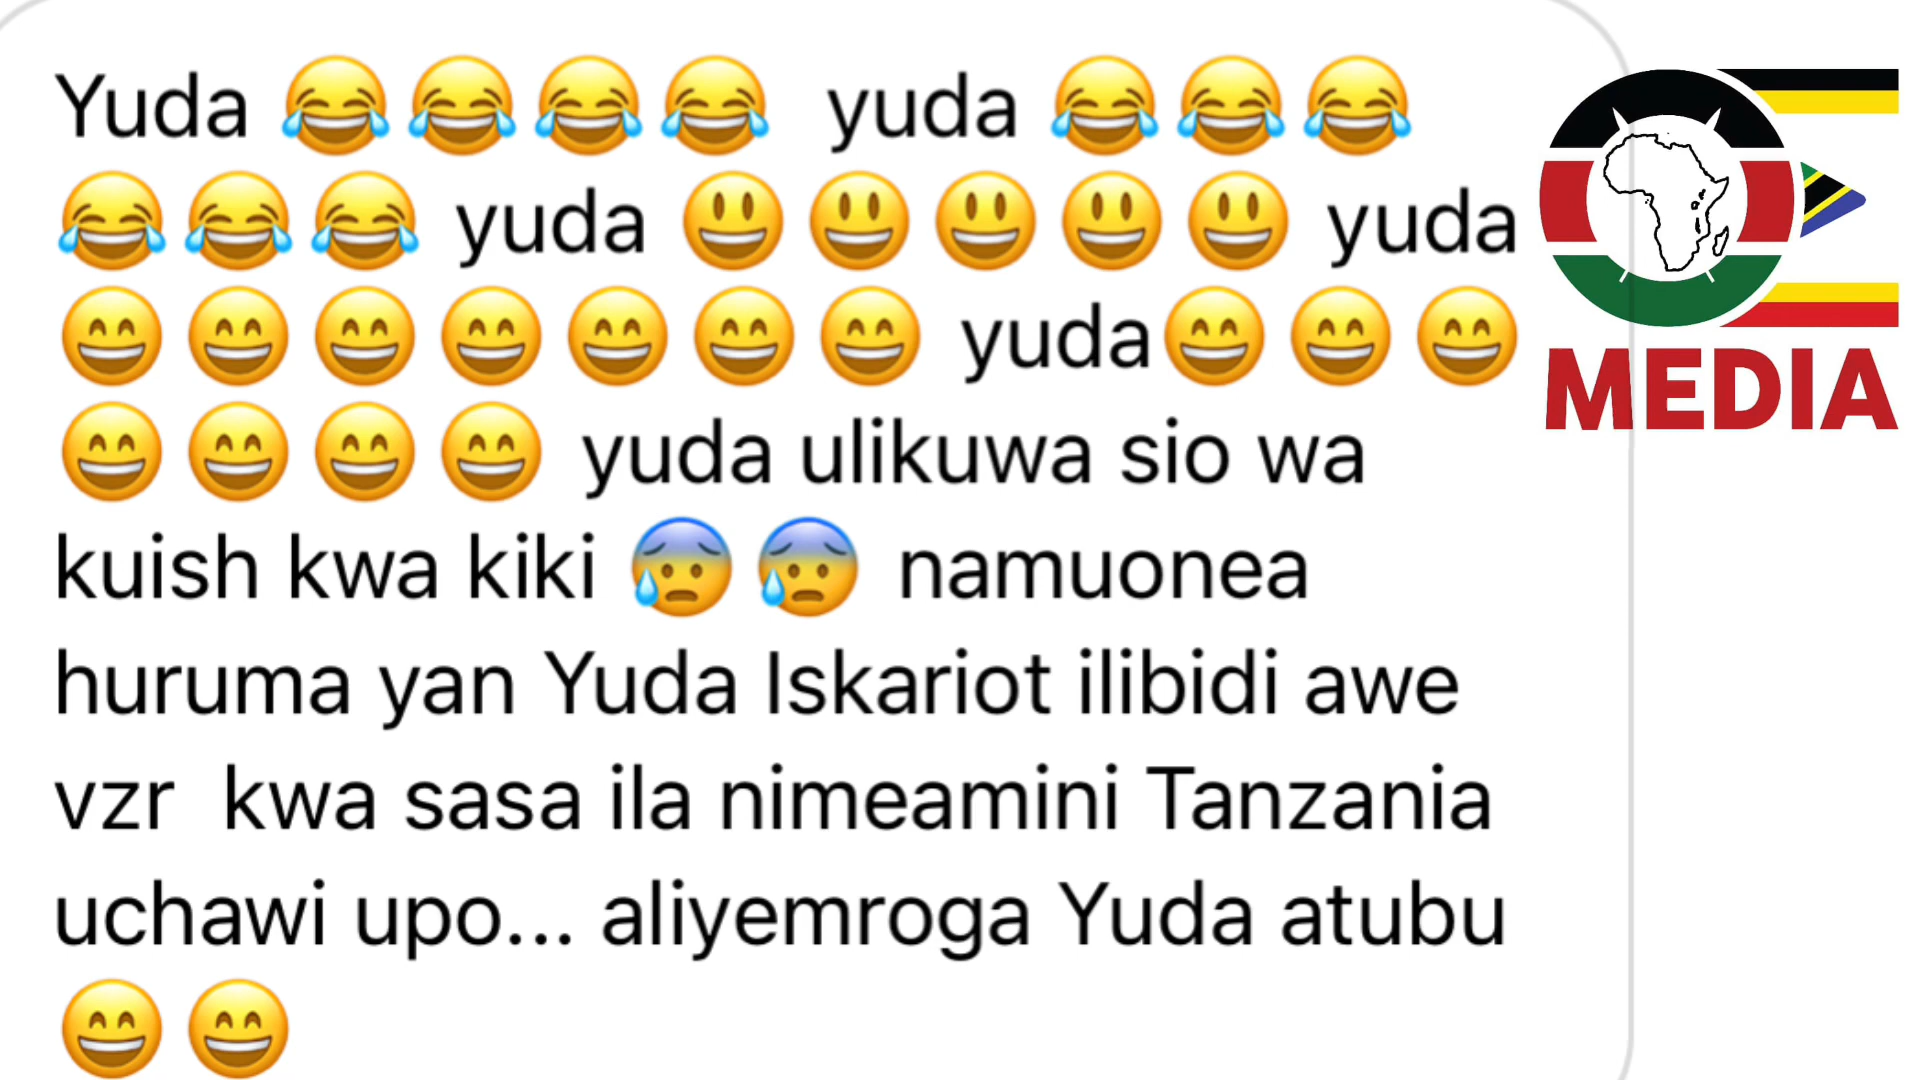 Yuda 😂😂😂😂 yuda 😂😂😂
😂😂😂 yuda 😃😃😃😃😃 yuda
😄😄😄😄😄😄😄 yuda😄😄😄
😄😄😄😄 yuda ulikuwa sio wa
kuish kwa kiki 😰😰 namuonea
huruma yan Yuda Iskariot ilibidi awe
vzr kwa sasa ila nimeamini Tanzania
uchawi upo... aliyemroga Yuda atubu
😄😄
MEDIA